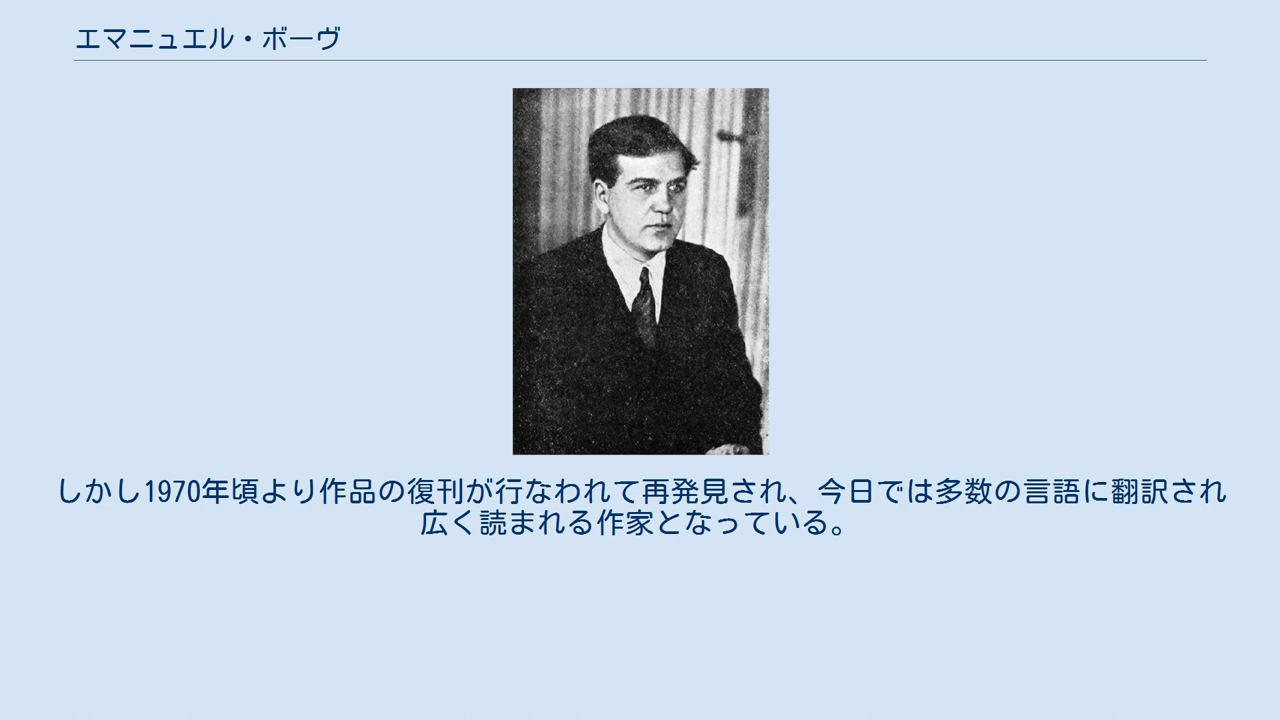 エマニュエル・ボーヴ
しかし1970年頃より作品の復刊が行なわれて再発見され、今日では多数の言語に翻訳され
広く読まれる作家となっている。